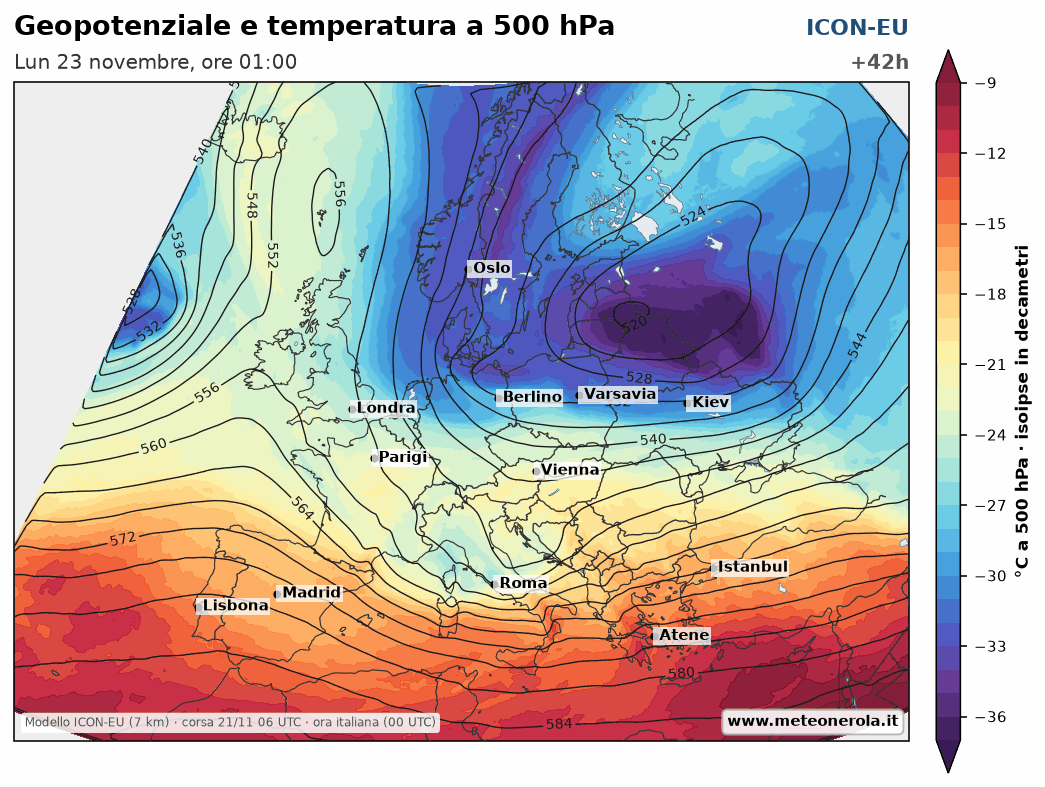 Geopotenziale e temperatura a 500 hPa
ICON-EU
Lun 23 novembre, ore 01:00
+42h
540
548
552
556
536
528
532
556
560
564
572
524
520
528
540
544
580
584
Oslo
Londra
Berlino
Varsavia
Kiev
Parigi
Vienna
Roma
Istanbul
Madrid
Lisbona
Atene
Modello ICON-EU (7 km) · corsa 21/11 06 UTC · ora italiana (00 UTC)
www.meteonerola.it
−9
−12
−15
−18
−21
−24
−27
−30
−33
−36
°C a 500 hPa · isoipse in decametri